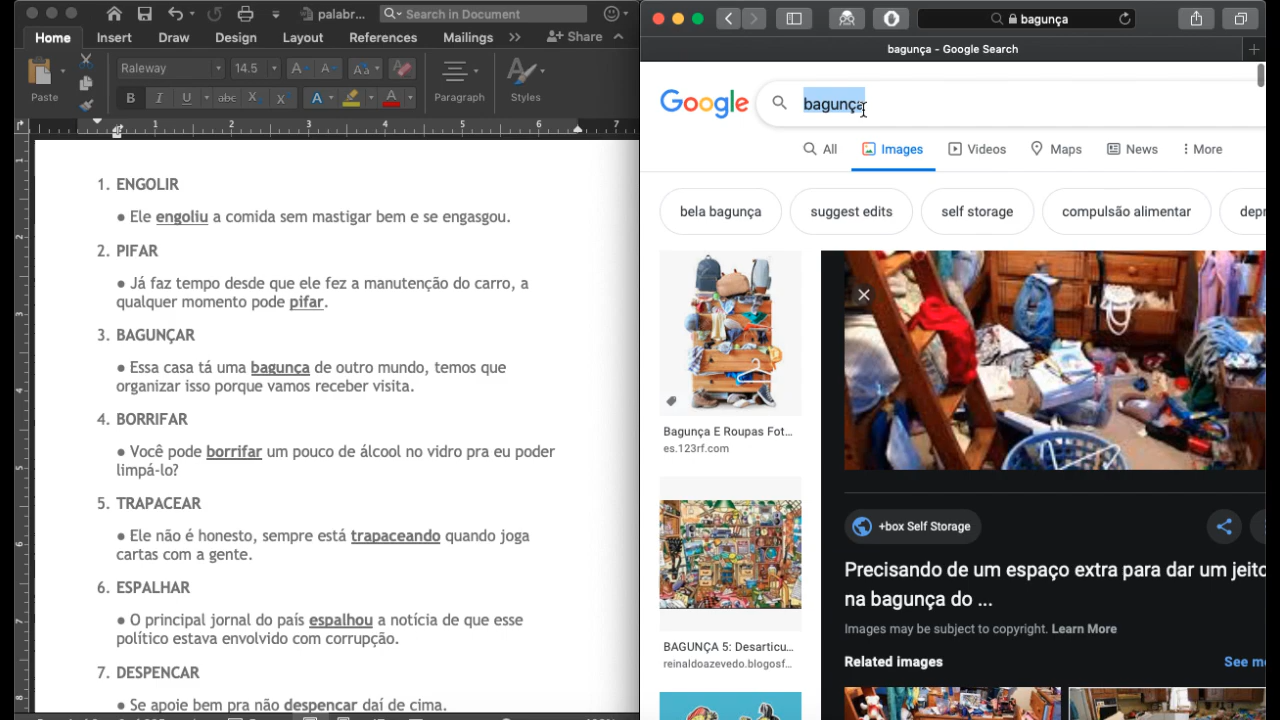 palabr...
Search in Document
Home
Insert
Draw
Design
Layout
References
Mailings
Share
Paste
Raleway
14.5
Paragraph
Styles
1. ENGOLIR
● Ele engoliu a comida sem mastigar bem e se engasgou.
2. PIFAR
● Já faz tempo desde que ele fez a manutenção do carro, a
qualquer momento pode pifar.
3. BAGUNÇAR
● Essa casa tá uma bagunça de outro mundo, temos que
organizar isso porque vamos receber visita.
4. BORRIFAR
● Você pode borrifar um pouco de álcool no vidro pra eu poder
limpá-lo?
5. TRAPACEAR
● Ele não é honesto, sempre está trapaceando quando joga
cartas com a gente.
6. ESPALHAR
● O principal jornal do país espalhou a notícia de que esse
político estava envolvido com corrupção.
7. DESPENCAR
● Se apoie bem pra não despencar daí de cima.
bagunça
bagunça - Google Search
Google
bagunça
All
Images
Videos
Maps
News
More
bela bagunça
suggest edits
self storage
compulsão alimentar
depr
Bagunça E Roupas Fot...
es.123rf.com
BAGUNÇA 5: Desarticu...
reinaldoazevedo.blogosf...
+box Self Storage
Precisando de um espaço extra para dar um jeito
na bagunça do ...
Images may be subject to copyright. Learn More
Related images
See mo